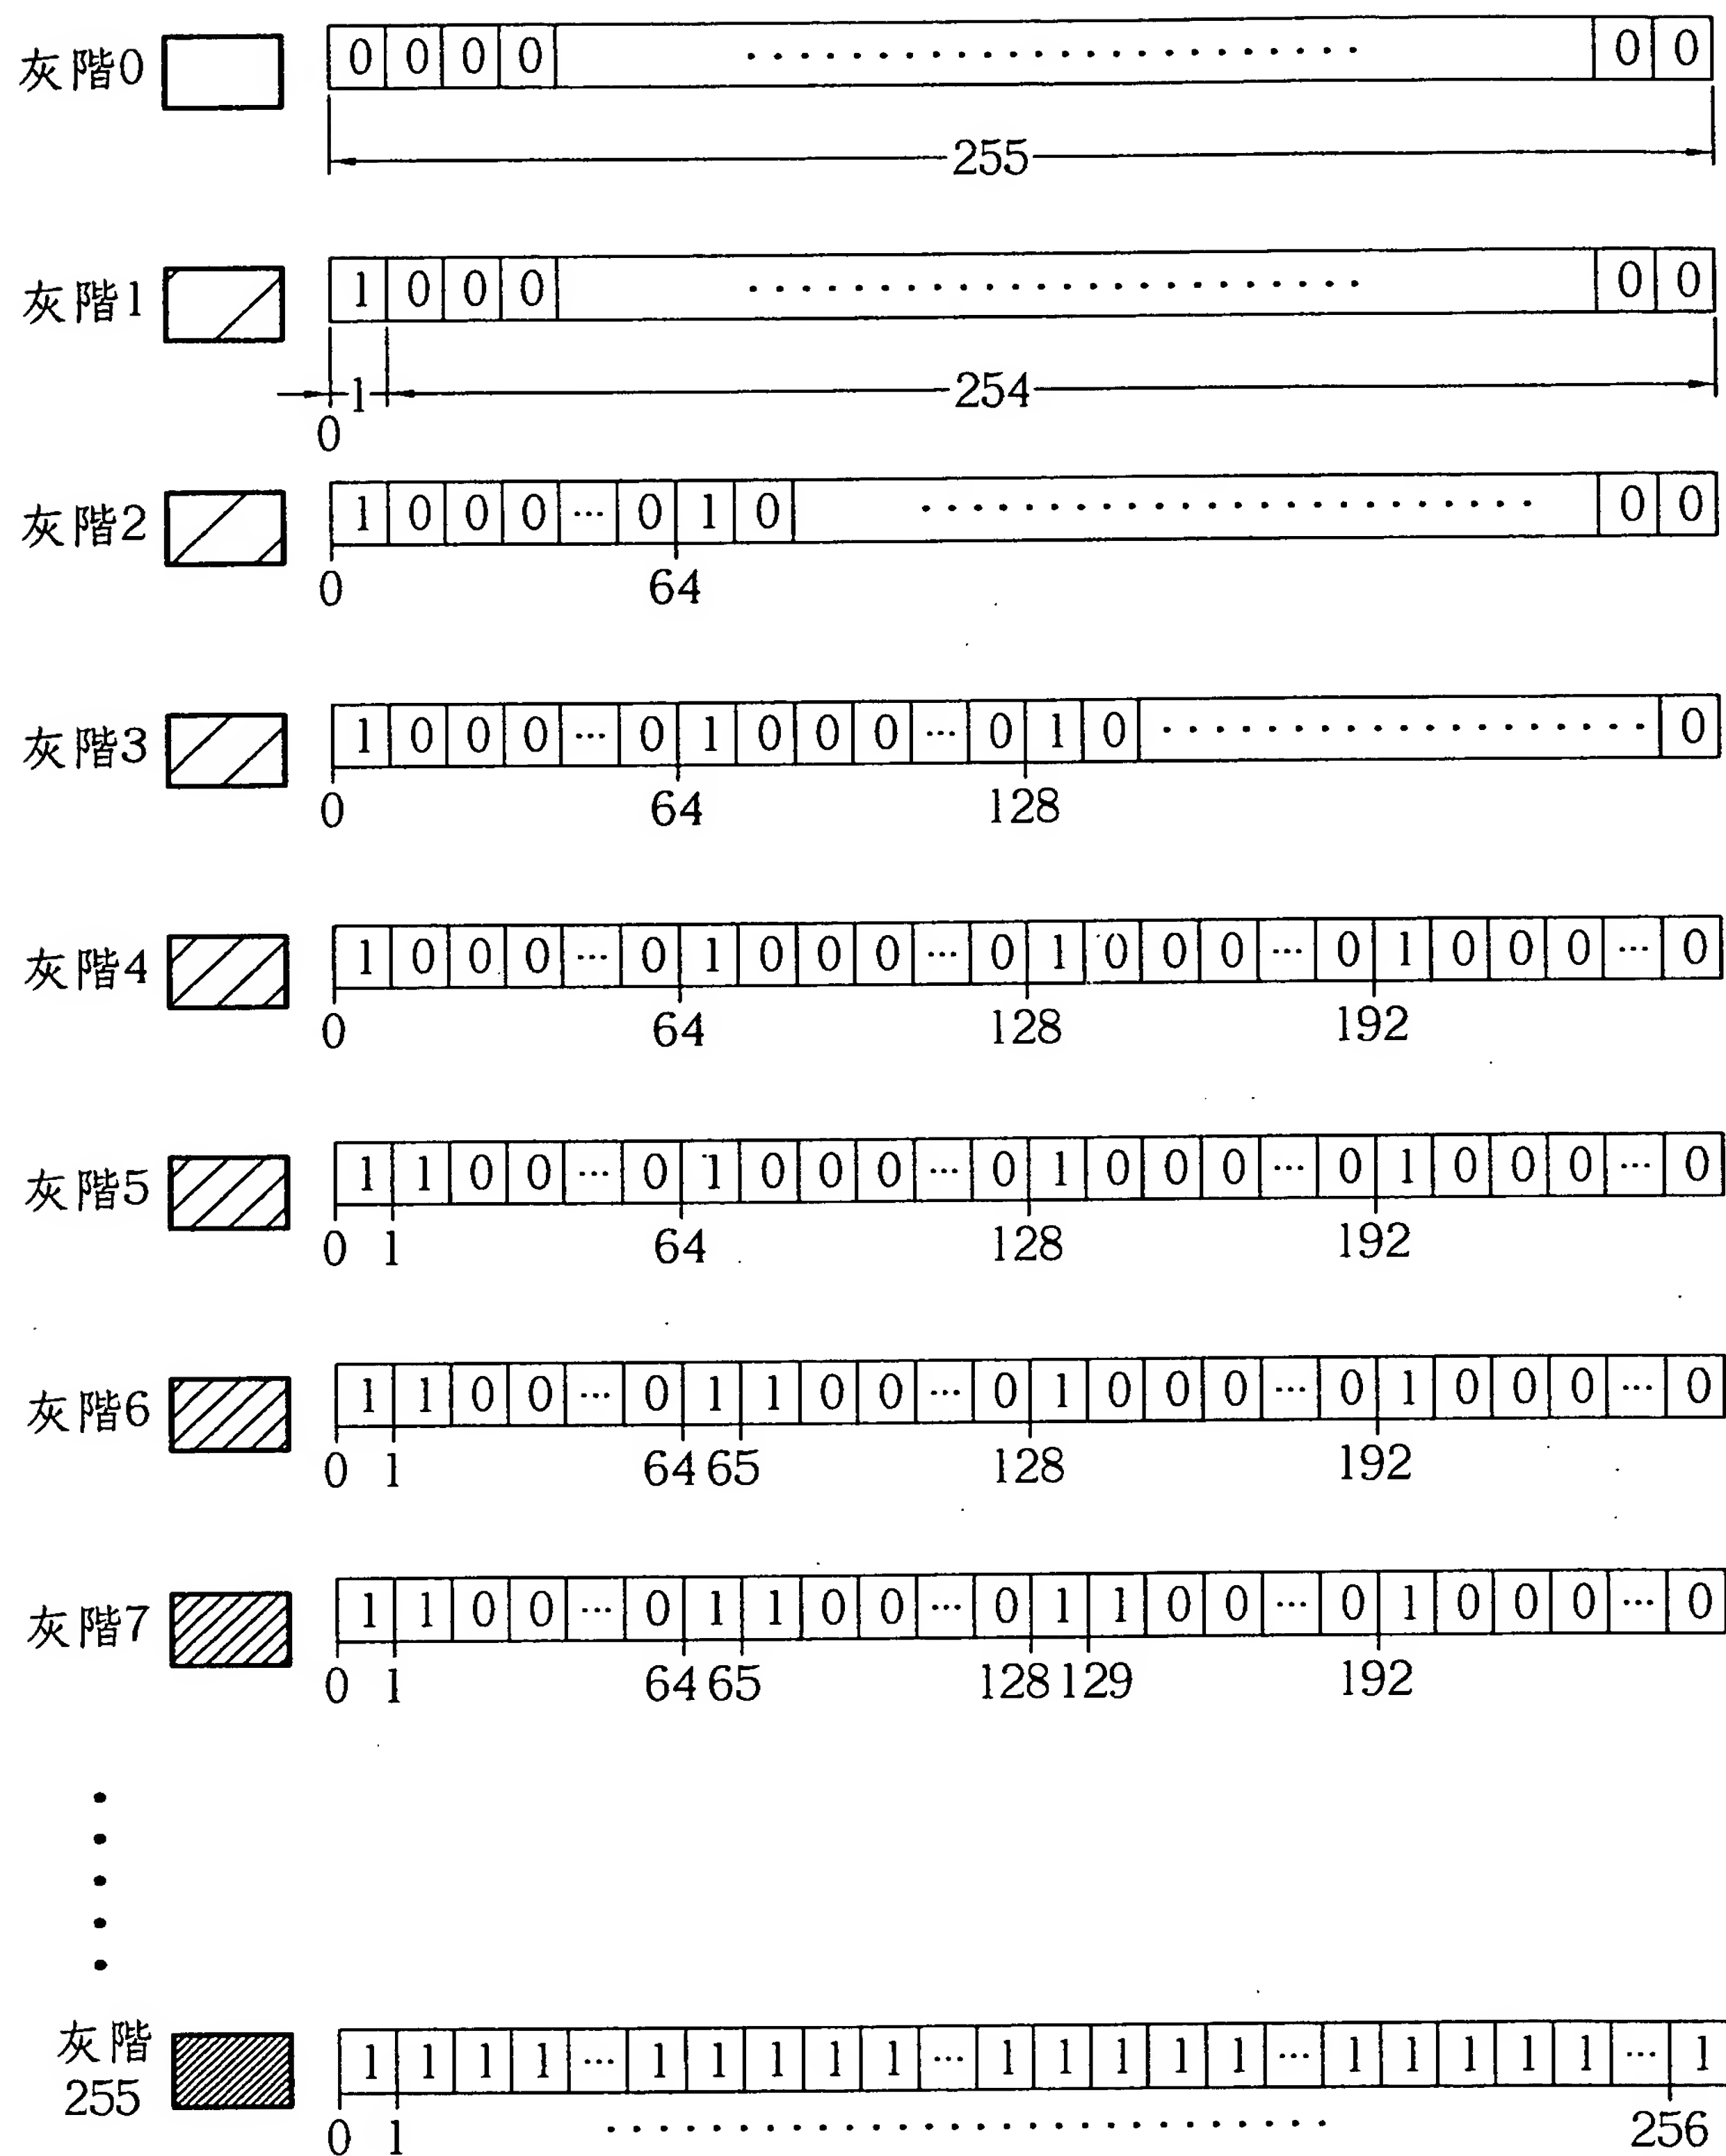 灰階0 0 0 0 0 ······················ 0 0
255
灰階1 1 0 0 0 ······················ 0 0
1 254
0
灰階2 1 0 0 0 ··· 0 1 0 ······················ 0 0
0 64
灰階3 1 0 0 0 ··· 0 1 0 0 0 ··· 0 1 0 ·················· 0
0 64 128
灰階4 1 0 0 0 ··· 0 1 0 0 0 ··· 0 1 0 0 0 ··· 0 1 0 0 0 ··· 0
0 64 128 192
灰階5 1 1 0 0 ··· 0 1 0 0 0 ··· 0 1 0 0 0 ··· 0 1 0 0 0 ··· 0
0 1 64 128 192
灰階6 1 1 0 0 ··· 0 1 1 0 0 ··· 0 1 0 0 0 ··· 0 1 0 0 0 ··· 0
0 1 64 65 128 192
灰階7 1 1 0 0 ··· 0 1 1 0 0 ··· 0 1 1 0 0 ··· 0 1 0 0 0 ··· 0
0 1 64 65 128 129 192
灰階
255 1 1 1 1 ··· 1 1 1 1 1 ··· 1 1 1 1 1 ··· 1 1 1 1 1 ··· 1
0 1 ·························· 256